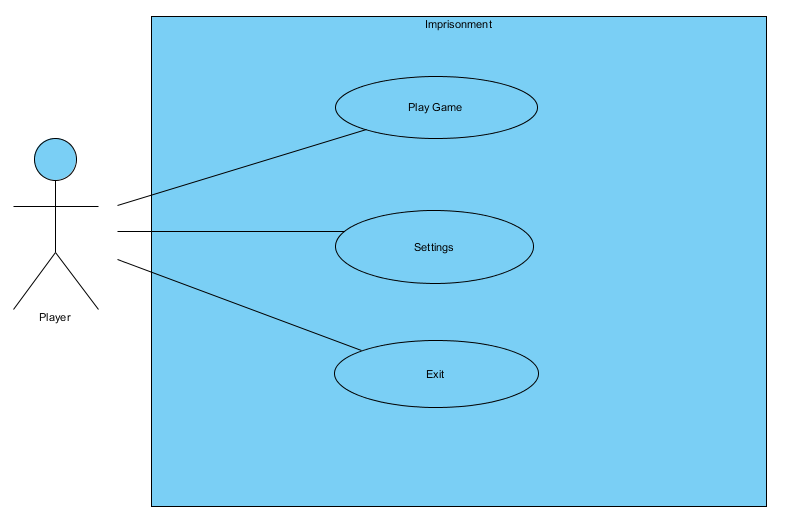 Imprisonment
Play Game
Settings
Player
Exit